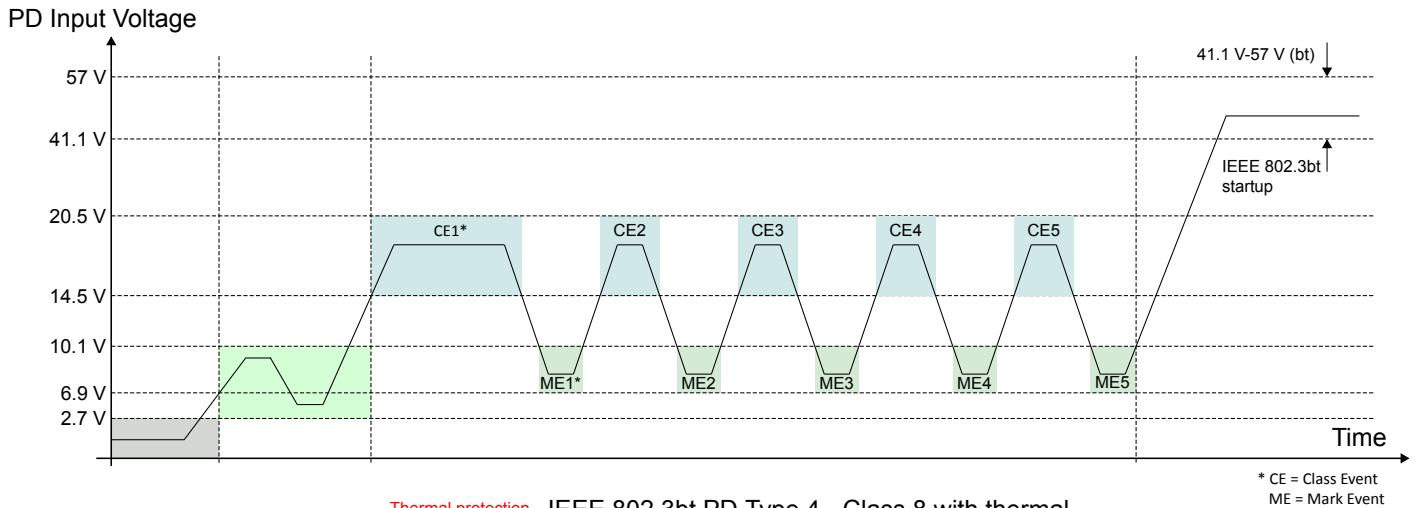 PD Input Voltage
41.1 V-57 V (bt)
57 V
41.1 V
IEEE 802.3bt
startup
20.5 V
CE1*
CE2
CE3
CE4
CE5
14.5 V
10.1 V
ME1*
ME2
ME3
ME4
ME5
6.9 V
2.7 V
Time
* CE = Class Event
ME = Mark Event
Thermal protection IEEE 802.3bt PD Type 4 - Class 8 with thermal